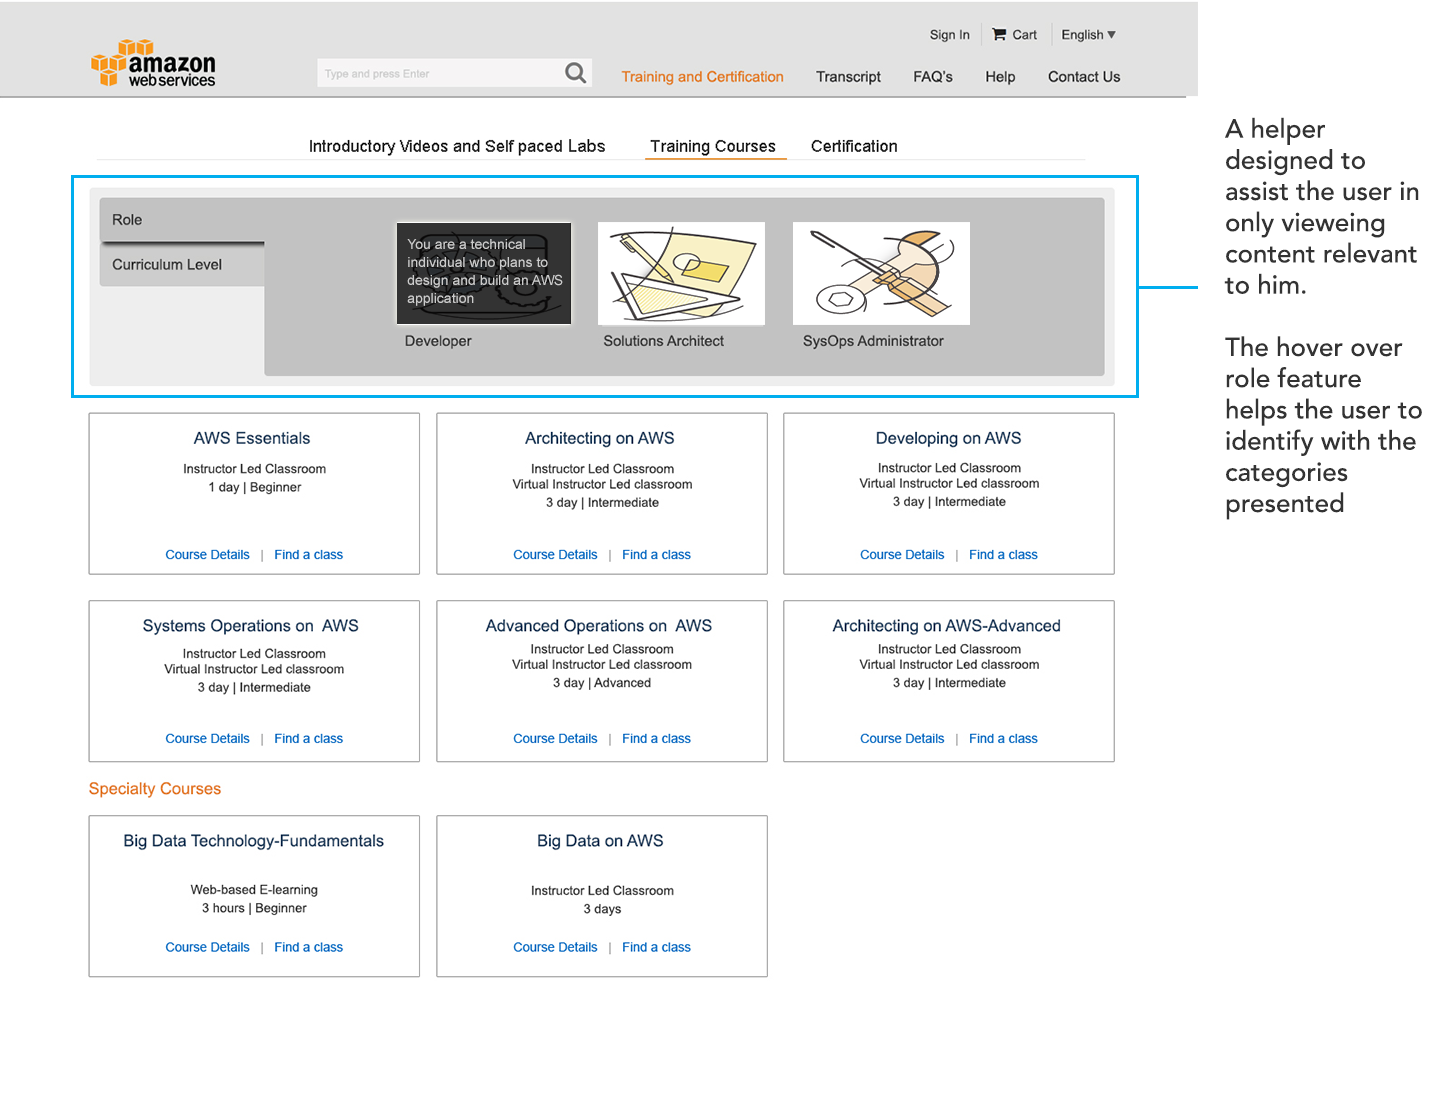 Sign In
Cart
English
amazon
web services
Type and press Enter
Training and Certification
Transcript
FAQ's
Help
Contact Us
Introductory Videos and Self paced Labs
Training Courses
Certification
Role
Curriculum Level
You are a technical
individual who plans to
design and build an AWS
application
Developer
Solutions Architect
SysOps Administrator
A helper
designed to
assist the user in
only vieweing
content relevant
to him.
The hover over
role feature
helps the user to
identify with the
categories
presented
AWS Essentials
Instructor Led Classroom
1 day | Beginner
Course Details | Find a class
Architecting on AWS
Instructor Led Classroom
Virtual Instructor Led classroom
3 day | Intermediate
Course Details | Find a class
Developing on AWS
Instructor Led Classroom
Virtual Instructor Led classroom
3 day | Intermediate
Course Details | Find a class
Systems Operations on AWS
Instructor Led Classroom
Virtual Instructor Led classroom
3 day | Intermediate
Course Details | Find a class
Advanced Operations on AWS
Instructor Led Classroom
Virtual Instructor Led classroom
3 day | Advanced
Course Details | Find a class
Architecting on AWS-Advanced
Instructor Led Classroom
Virtual Instructor Led classroom
3 day | Intermediate
Course Details | Find a class
Specialty Courses
Big Data Technology-Fundamentals
Web-based E-learning
3 hours | Beginner
Course Details | Find a class
Big Data on AWS
Instructor Led Classroom
3 days
Course Details | Find a class